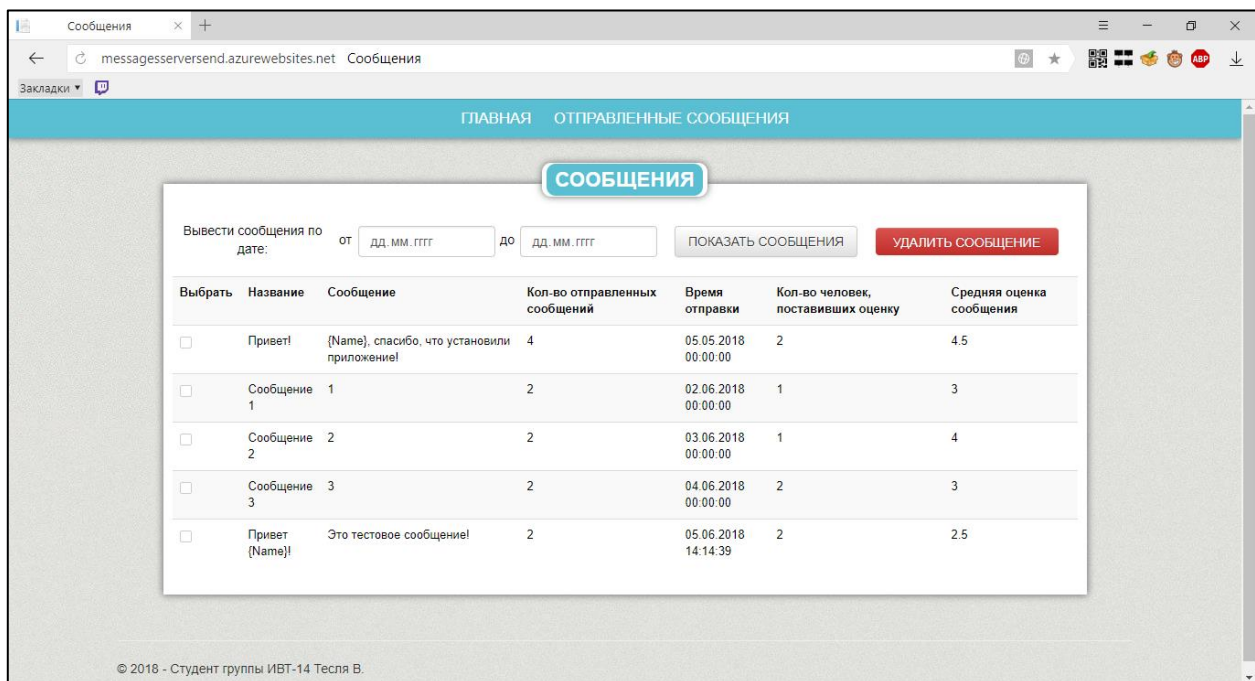 Сообщения
messagesserversend.azurewebsites.net Сообщения
ABP
Закладки
ГЛАВНАЯ ОТПРАВЛЕННЫЕ СООБЩЕНИЯ
СООБЩЕНИЯ
Вывести сообщения по
дате:
от дд.мм.гггг до дд.мм.гггг ПОКАЗАТЬ СООБЩЕНИЯ УДАЛИТЬ СООБЩЕНИЕ
Выбрать Название Сообщение Кол-во отправленных Время Кол-во человек, Средняя оценка
сообщений отправки поставивших оценку сообщения
Привет! {Name}, спасибо, что установили 4 05.05.2018 2 4.5
приложение! 00:00:00
Сообщение 1 2 02.06.2018 1 3
1 00:00:00
Сообщение 2 2 03.06.2018 1 4
2 00:00:00
Сообщение 3 2 04.06.2018 2 3
3 00:00:00
Привет Это тестовое сообщение! 2 05.06.2018 2 2.5
{Name}! 14:14:39
© 2018 - Студент группы ИВТ-14 Тесля В.